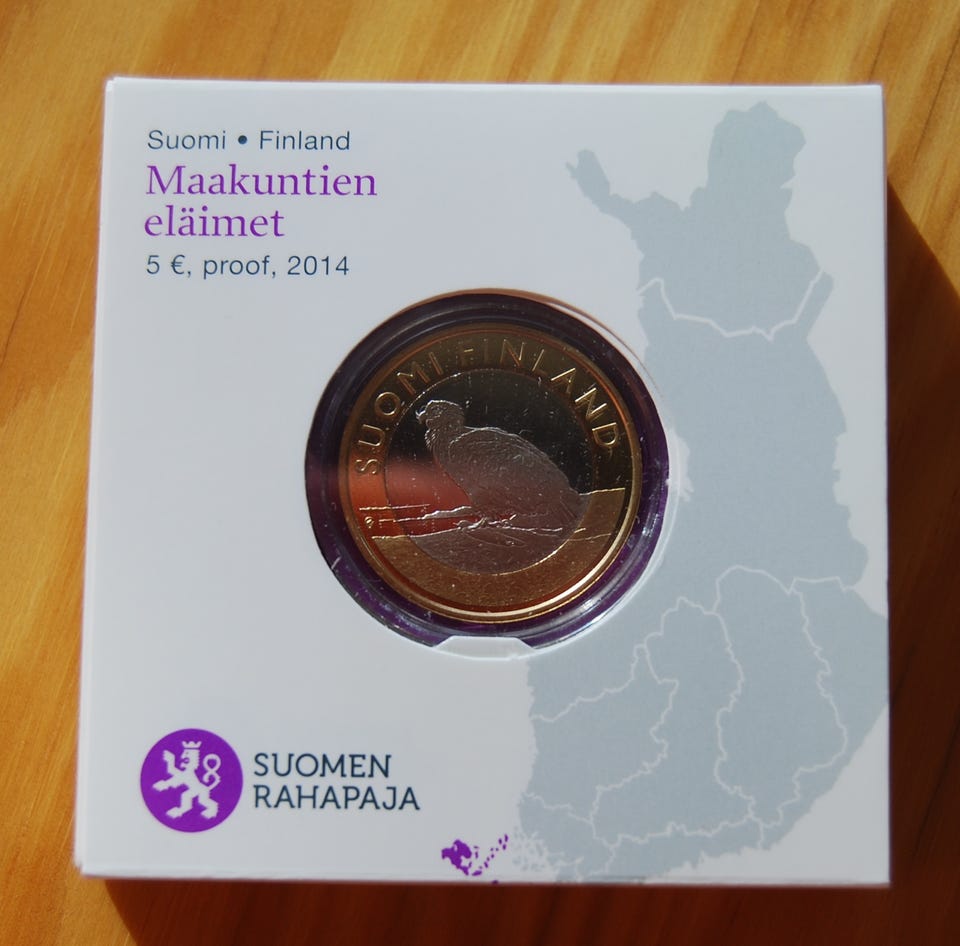 Suomi • Finland
Maakuntien
eläimet
5 €, proof, 2014
SUOMI FINLAND
SUOMEN
RAHAPAJA